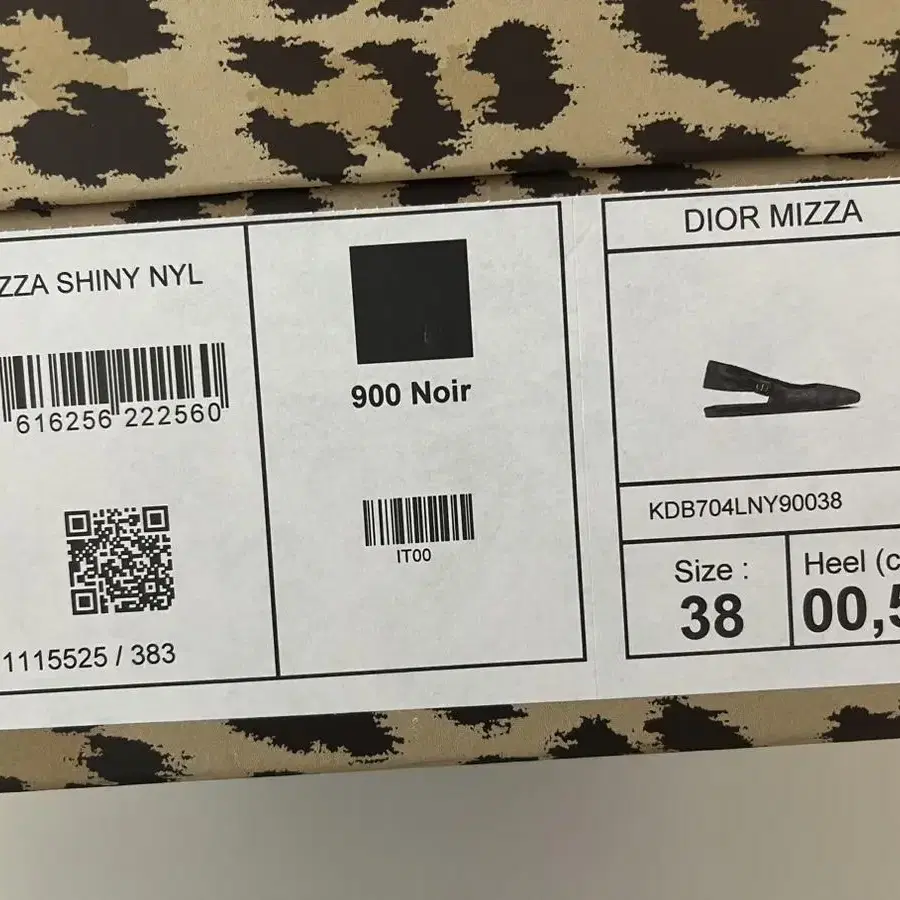 ZZA SHINY NYL
616256 222560
1115525 / 383
900 Noir
IT00
DIOR MIZZA
KDB704LNY90038
Size :
38
Heel (c
00,5